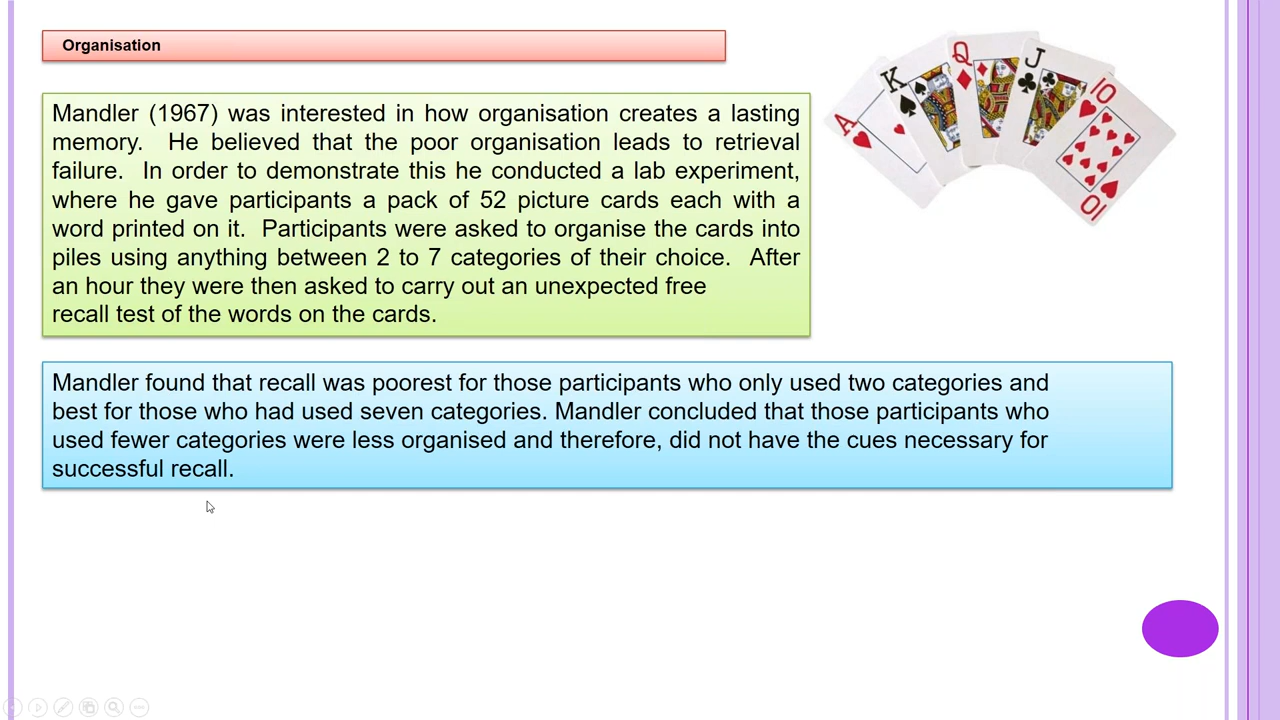 Organisation
A
K
Q
J
10
10
Mandler (1967) was interested in how organisation creates a lasting
memory. He believed that the poor organisation leads to retrieval
failure. In order to demonstrate this he conducted a lab experiment,
where he gave participants a pack of 52 picture cards each with a
word printed on it. Participants were asked to organise the cards into
piles using anything between 2 to 7 categories of their choice. After
an hour they were then asked to carry out an unexpected free
recall test of the words on the cards.
Mandler found that recall was poorest for those participants who only used two categories and
best for those who had used seven categories. Mandler concluded that those participants who
used fewer categories were less organised and therefore, did not have the cues necessary for
successful recall.